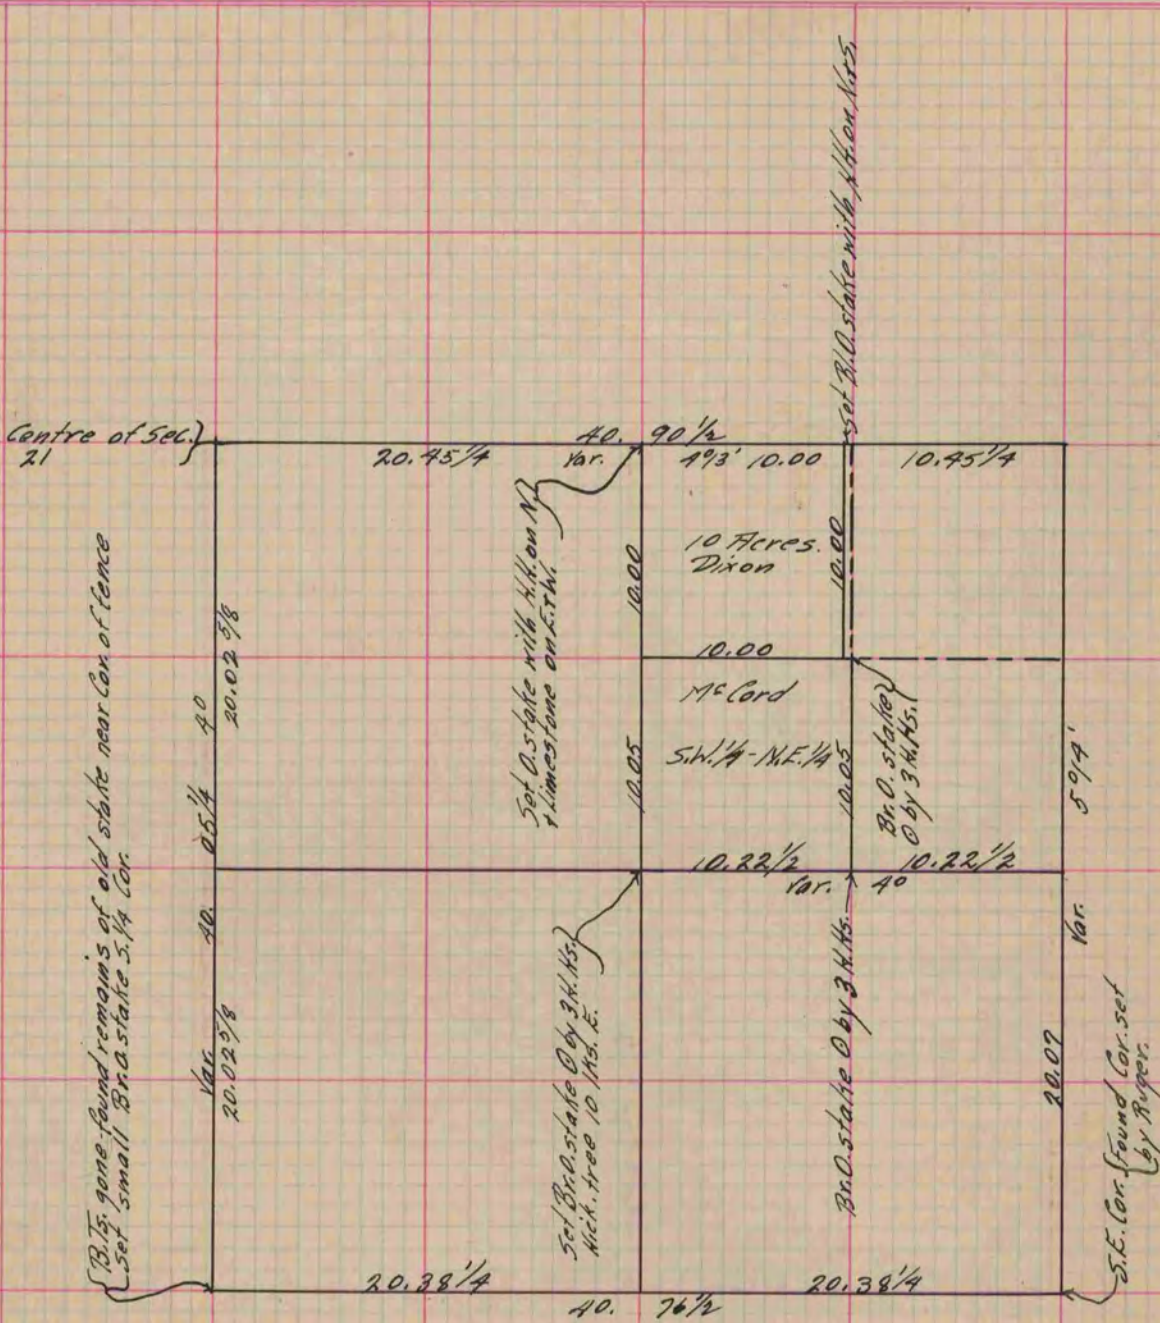 Set B.O. stake with H.H. on N.&S.
Centre of Sec.
21
20.45 1/4
40. 90 1/2
Var. 4°3'
10.00
10.45 1/4
Set O. stake with H.H. on N.
& Limestone on E.&W.
10 Acres.
Dixon
10.00
10.00
10.00
McCord
S.W. 1/4 - N.E. 1/4
10.05
10.05
Br. O. stake
⊙ by 3 H.Hs.
10.22 1/2
10.22 1/2
Var. 4°
B.Ts. gone - found remains of old stake near Cor. of fence
Set small Br. O. stake S. 1/4 Cor.
20.02 5/8
Var. 40. 05 1/4 4°
20.02 5/8
Set Br. O. stake ⊙ by 3 H.Hs.
Hick. tree 10 lks. E.
Br. O. stake ⊙ by 3 H.Hs.
Var. 5°14'
20.07
S.E. Cor. Found Cor. set
by Ruger.
20.38 1/4
40. 76 1/2
20.38 1/4